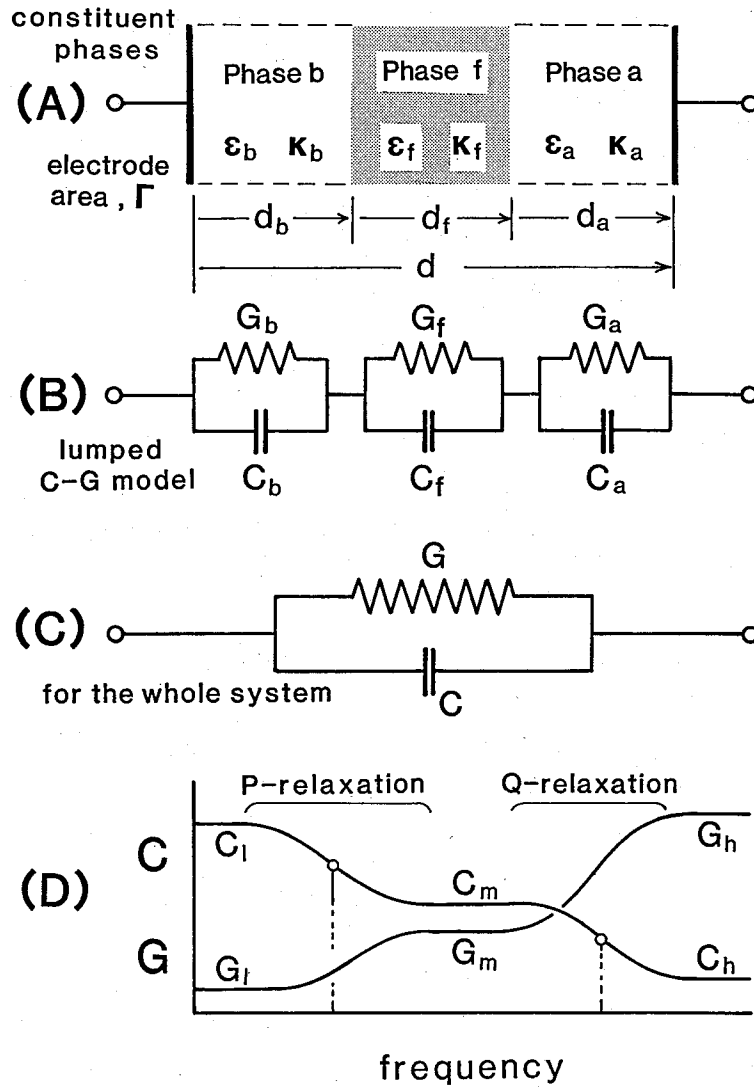 constituent
phases
(A)
Phase b Phase f Phase a
εb κb εf κf εa κa
electrode
area, Γ
db df da
d
Gb Gf Ga
(B)
lumped
C-G model
Cb Cf Ca
G
(C)
for the whole system
C
P-relaxation Q-relaxation
C Cl Gh
(D)
Cm
G Gl Gm Ch
frequency